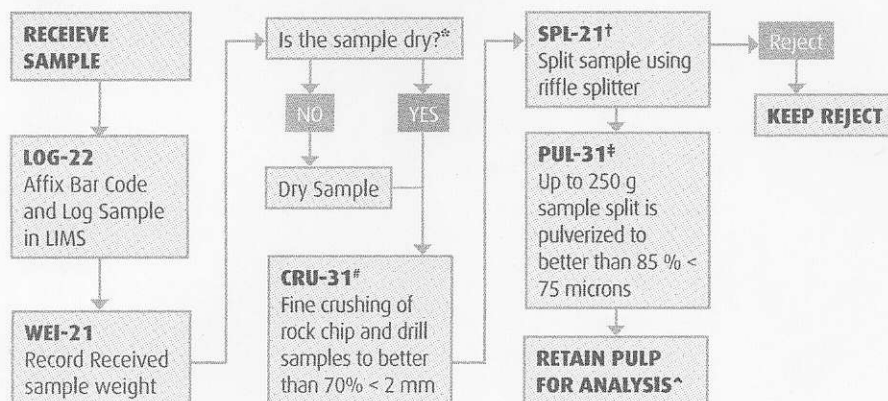 RECEIEVE
SAMPLE
LOG-22
Affix Bar Code
and Log Sample
in LIMS
WEI-21
Record Received
sample weight
Is the sample dry?*
NO
YES
Dry Sample
CRU-31#
Fine crushing of
rock chip and drill
samples to better
than 70% < 2 mm
SPL-21†
Split sample using
riffle splitter
Reject
KEEP REJECT
PUL-31‡
Up to 250 g
sample split is
pulverized to
better than 85 % <
75 microns
RETAIN PULP
FOR ANALYSIS^